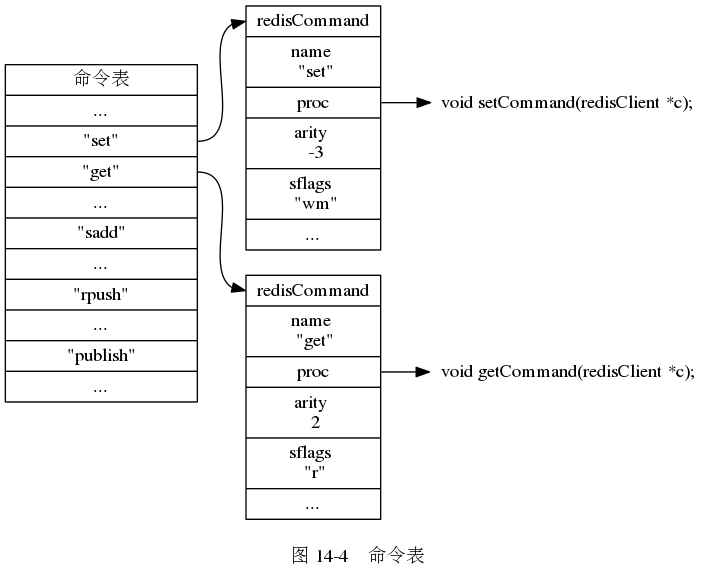 命令表
...
"set"
"get"
...
"sadd"
...
"rpush"
...
"publish"
...
redisCommand
name
"set"
proc
arity
-3
sflags
"wm"
...
void setCommand(redisClient *c);
redisCommand
name
"get"
proc
arity
2
sflags
"r"
...
void getCommand(redisClient *c);
图 14-4 命令表